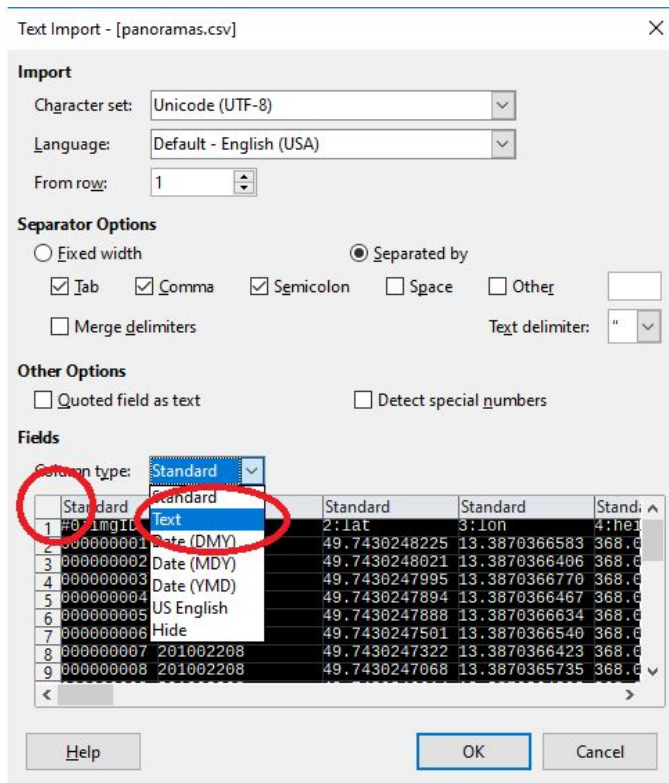 Text Import - [panoramas.csv]
Import
Character set: Unicode (UTF-8)
Language: Default - English (USA)
From row: 1
Separator Options
Fixed width Separated by
Tab Comma Semicolon Space Other
Merge delimiters Text delimiter: "
Other Options
Quoted field as text Detect special numbers
Fields
Column type: Standard
Standard Standard Standard Standard Standa
Text
Date (DMY)
Date (MDY)
Date (YMD)
US English
Hide
1 2:lat 3:lon 4:hei
2 000000001 49.7430248225 13.3870366583 368.0
3 000000002 49.7430248021 13.3870366406 368.0
4 000000003 49.7430247995 13.3870366770 368.0
5 000000004 49.7430247894 13.3870366467 368.0
6 000000005 49.7430247888 13.3870366634 368.0
7 000000006 49.7430247501 13.3870366540 368.0
8 000000007 201002208 49.7430247322 13.3870366423 368.0
9 000000008 201002208 49.7430247068 13.3870365735 368.0
Help OK Cancel